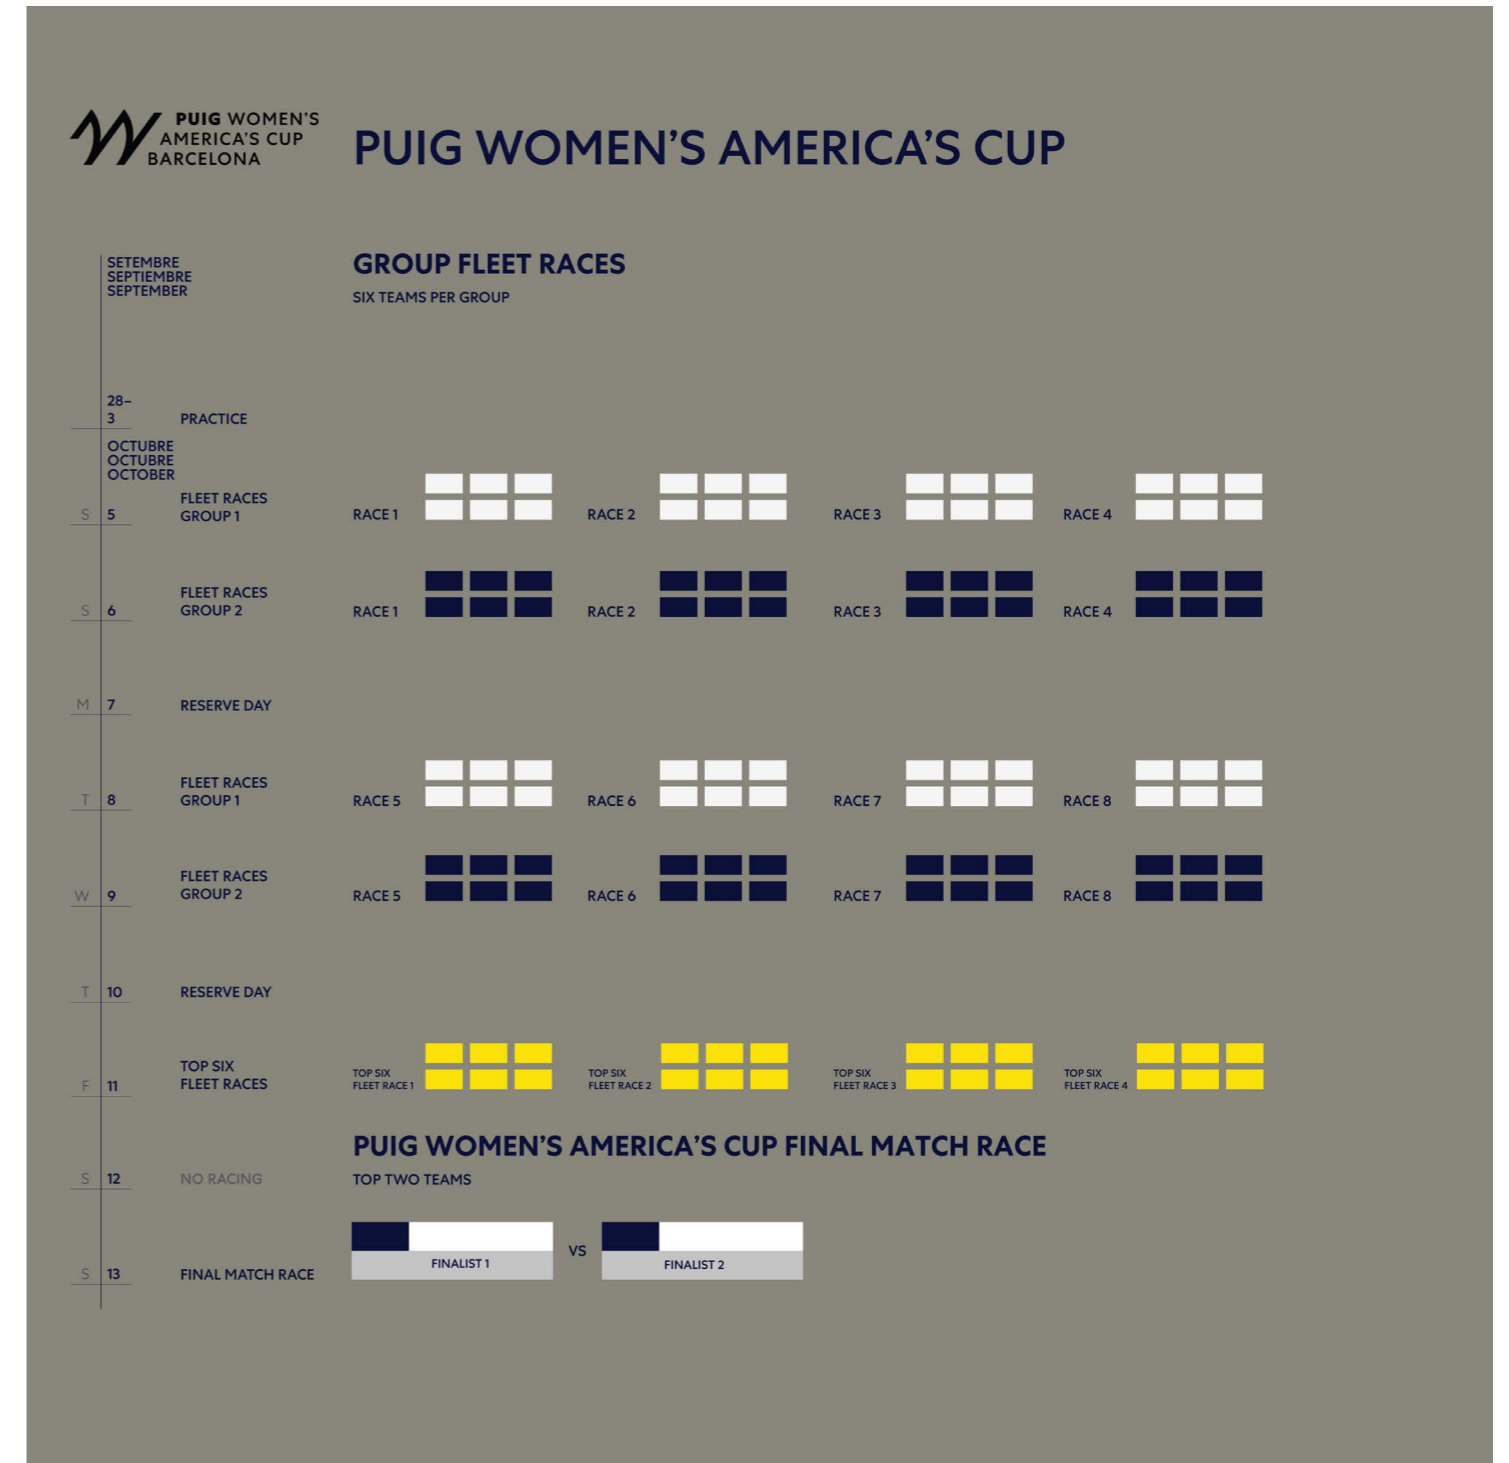 PUIG WOMEN'S
AMERICA'S CUP
BARCELONA
PUIG WOMEN'S AMERICA'S CUP
SETEMBRE
SEPTIEMBRE
SEPTEMBER
GROUP FLEET RACES
SIX TEAMS PER GROUP
28–
3 PRACTICE
OCTUBRE
OCTUBRE
OCTOBER
S 5
FLEET RACES
GROUP 1
RACE 1 RACE 2 RACE 3 RACE 4
S 6
FLEET RACES
GROUP 2
RACE 1 RACE 2 RACE 3 RACE 4
M 7 RESERVE DAY
T 8
FLEET RACES
GROUP 1
RACE 5 RACE 6 RACE 7 RACE 8
W 9
FLEET RACES
GROUP 2
RACE 5 RACE 6 RACE 7 RACE 8
T 10 RESERVE DAY
F 11
TOP SIX
FLEET RACES
TOP SIX
FLEET RACE 1
TOP SIX
FLEET RACE 2
TOP SIX
FLEET RACE 3
TOP SIX
FLEET RACE 4
PUIG WOMEN'S AMERICA'S CUP FINAL MATCH RACE
S 12 NO RACING
TOP TWO TEAMS
FINALIST 1 VS FINALIST 2
S 13 FINAL MATCH RACE